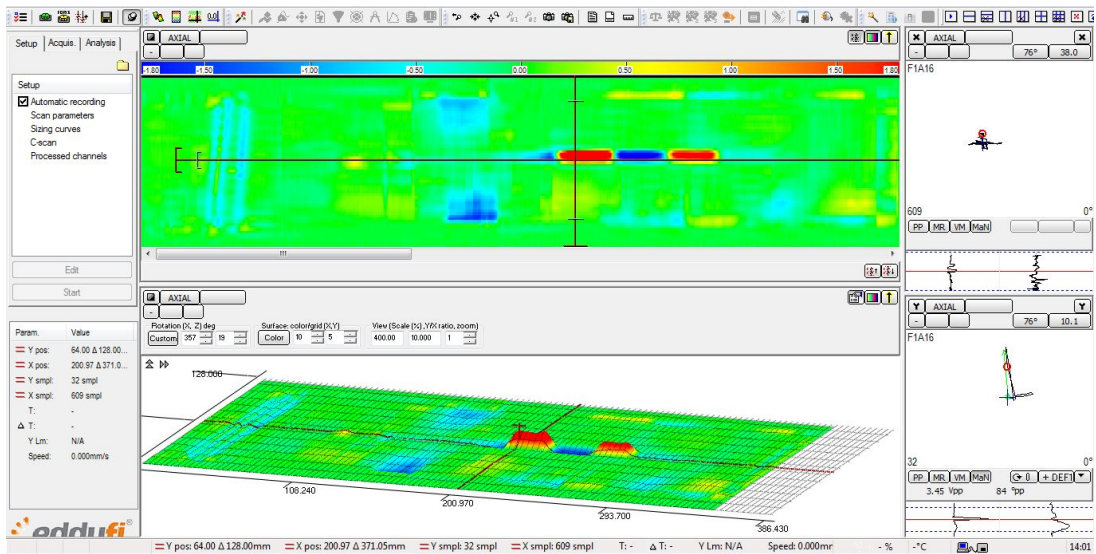 Setup Acquis. Analysis
Setup
Automatic recording
Scan parameters
Sizing curves
C-scan
Processed channels
Edit
Start
Param. Value
Y pos: 64.00 Δ 128.00...
X pos: 200.97 Δ 371.0...
Y smpl: 32 smpl
X smpl: 609 smpl
T: -
Δ T: -
Y Lm: N/A
Speed: 0.000mm/s
eddyfi®
AXIAL
-
-1.80 -1.50 -1.00 -0.50 0.00 0.50 1.00 1.50 1.80
AXIAL
-
Rotation (X, Z) deg
Custom 357 19
Surface: color/grid (X,Y)
Color 10 5
View (Scale (%) ,Y/X ratio, zoom)
400.00 10.000 1
128.000
108.240
200.970
293.700
386.430
X AXIAL X
- 76° 38.0
F1A16
609 0°
PP MR VM MaN
Y AXIAL Y
- 76° 10.1
F1A16
32 0°
PP MR VM MaN 0 + DEF1
3.45 Vpp 84 °pp
Y pos: 64.00 Δ 128.00mm X pos: 200.97 Δ 371.05mm Y smpl: 32 smpl X smpl: 609 smpl T: - Δ T: - Y Lm: N/A Speed: 0.000mr - % -°C 14:01